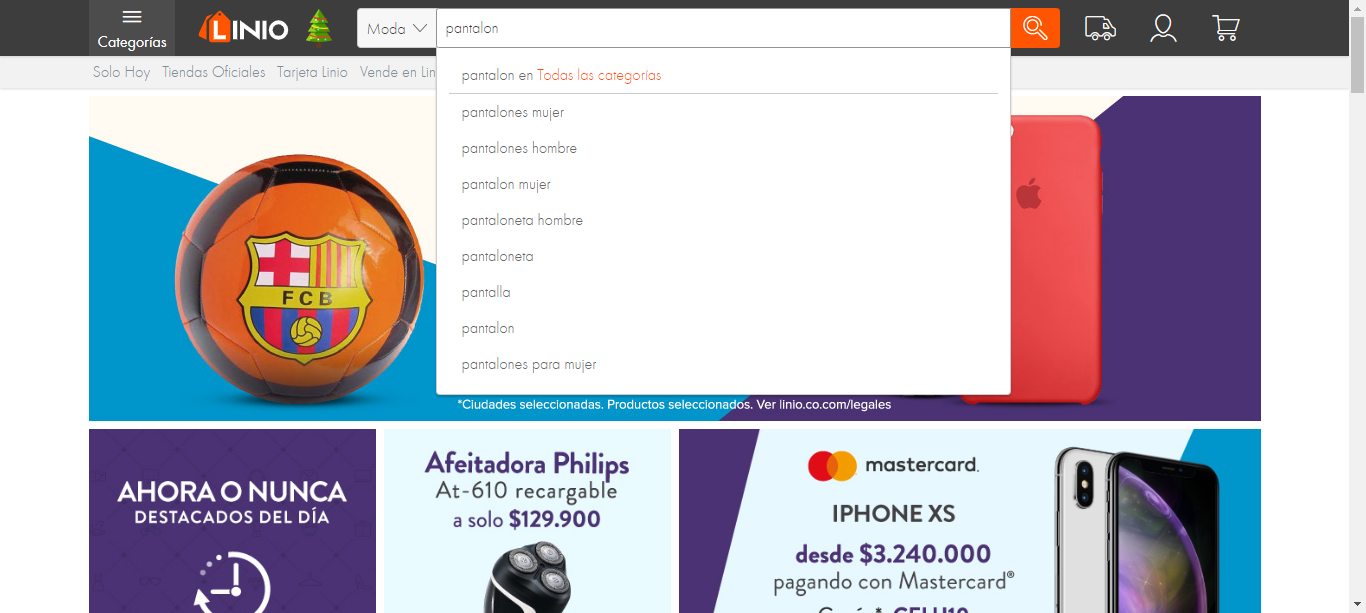 Categorías
LINIO
Moda
pantalon
Solo Hoy Tiendas Oficiales Tarjeta Linio Vende en Lin
pantalon en Todas las categorías
pantalones mujer
pantalones hombre
pantalon mujer
pantaloneta hombre
pantaloneta
pantalla
pantalon
pantalones para mujer
FCB
*Ciudades seleccionadas. Productos seleccionados. Ver linio.co.com/legales
AHORA O NUNCA
DESTACADOS DEL DÍA
Afeitadora Philips
At-610 recargable
a solo $129.900
mastercard.
IPHONE XS
desde $3.240.000
pagando con Mastercard®